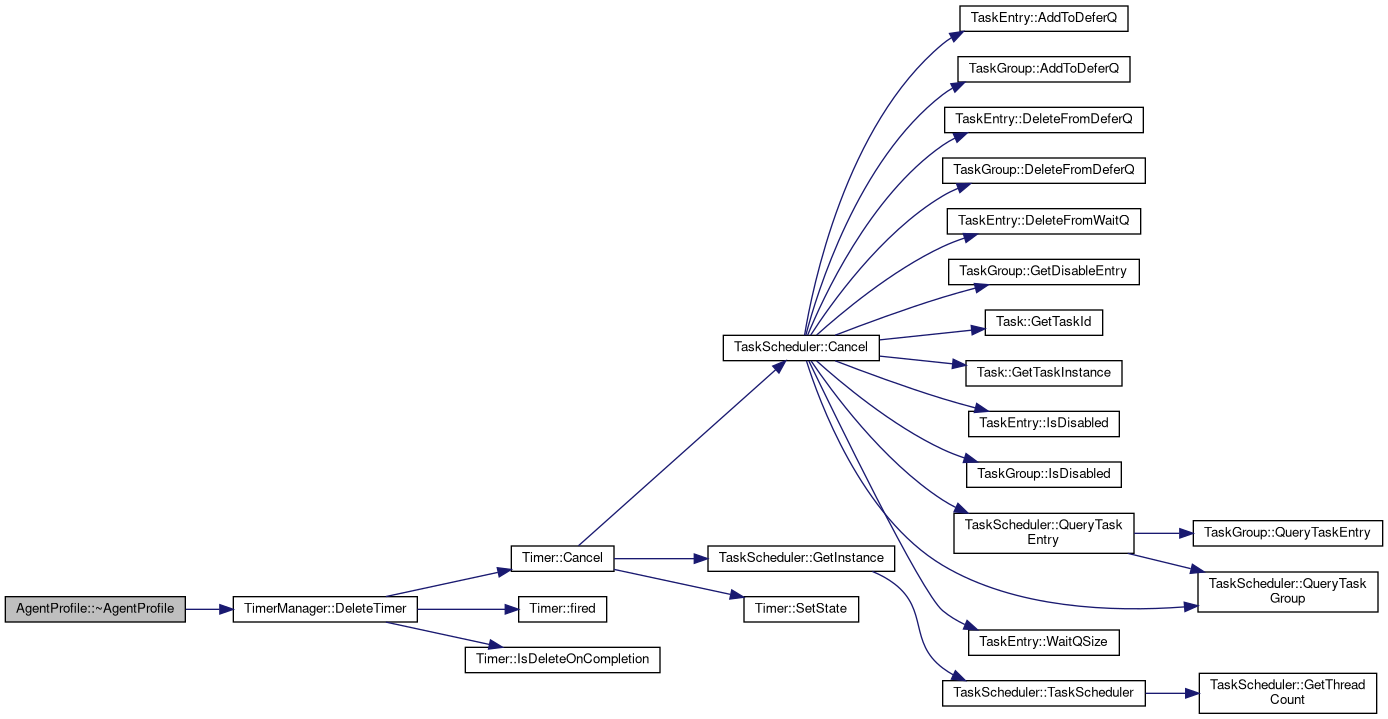 TaskEntry::AddToDeferQ
TaskGroup::AddToDeferQ
TaskEntry::DeleteFromDeferQ
TaskGroup::DeleteFromDeferQ
TaskEntry::DeleteFromWaitQ
TaskGroup::GetDisableEntry
Task::GetTaskId
TaskScheduler::Cancel
Task::GetTaskInstance
TaskEntry::IsDisabled
TaskGroup::IsDisabled
TaskScheduler::QueryTask
Entry
TaskGroup::QueryTaskEntry
Timer::Cancel
TaskScheduler::GetInstance
TaskScheduler::QueryTask
Group
AgentProfile::~AgentProfile
TimerManager::DeleteTimer
Timer::fired
Timer::SetState
TaskEntry::WaitQSize
Timer::IsDeleteOnCompletion
TaskScheduler::TaskScheduler
TaskScheduler::GetThread
Count